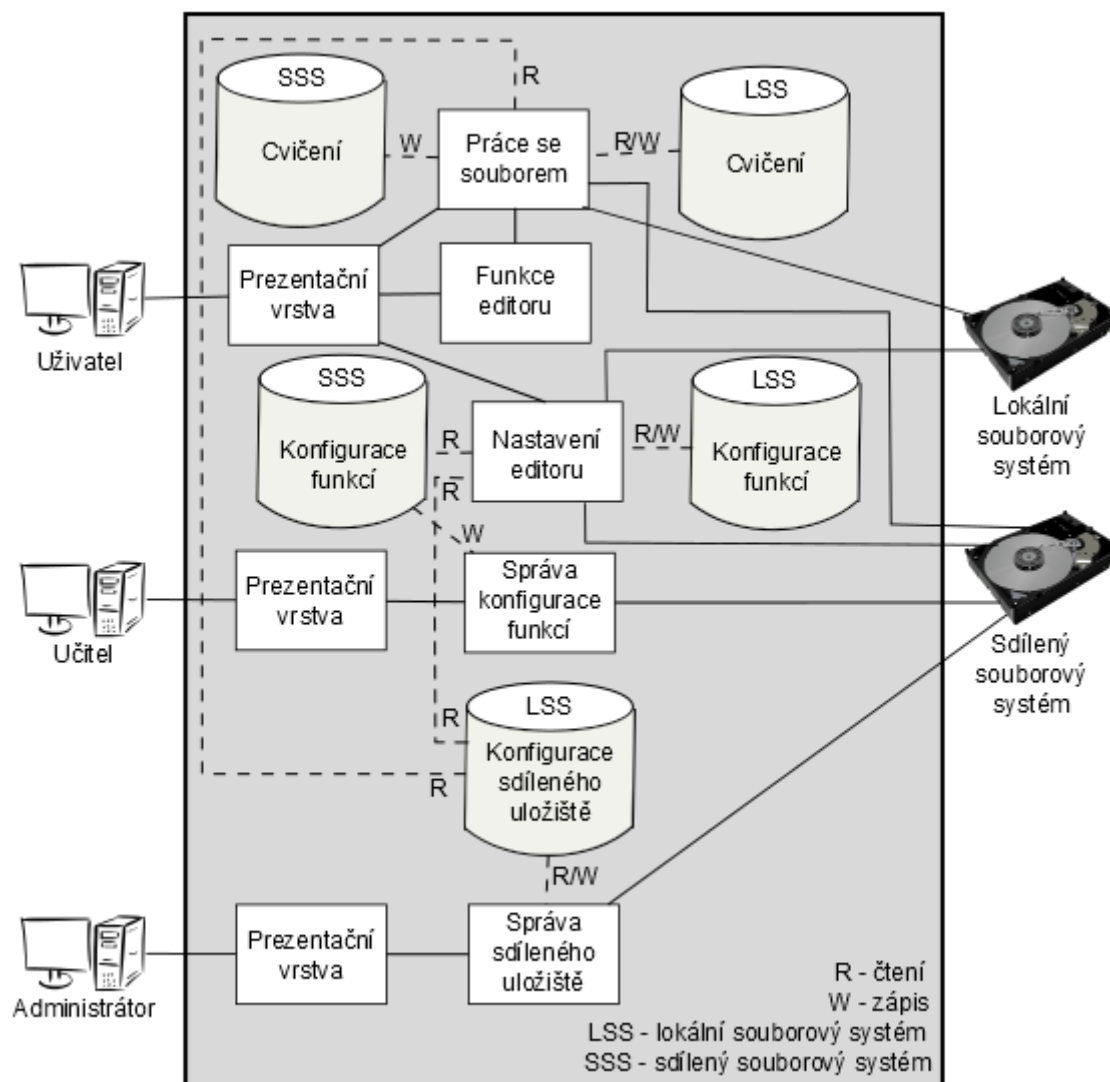 R
SSS
LSS
Cvičení
W
Práce se
souborem
R/W
Cvičení
Prezentační
vrstva
Funkce
editoru
Uživatel
SSS
LSS
Konfigurace
funkcí
R
R
Nastavení
editoru
R/W
Konfigurace
funkcí
Lokální
souborový
systém
W
Prezentační
vrstva
Správa
konfigurace
funkcí
Učitel
Sdílený
souborový
systém
LSS
R
R
Konfigurace
sdíleného
uložiště
R/W
Prezentační
vrstva
Správa
sdíleného
uložiště
Administrátor
R - čtení
W - zápis
LSS - lokální souborový systém
SSS - sdílený souborový systém